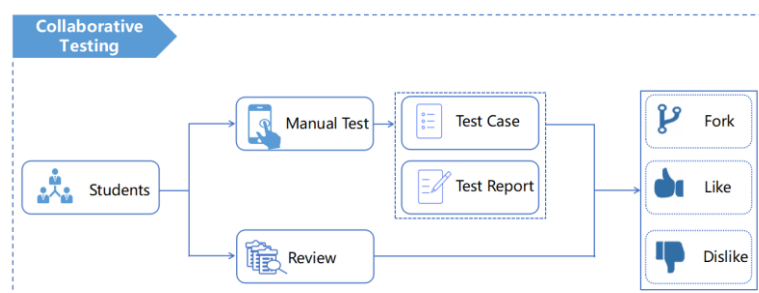 Collaborative
Testing
Manual Test
Test Case
Fork
Students
Test Report
Like
Review
Dislike